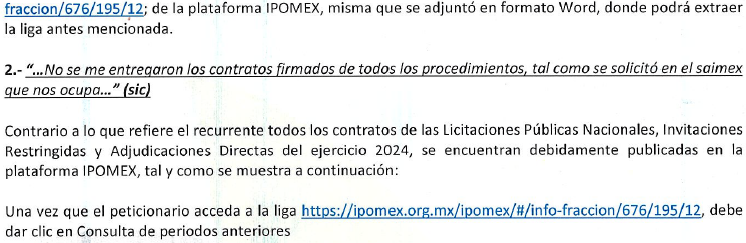 fraccion/676/195/12; de la plataforma IPOMEX, misma que se adjuntó en formato Word, donde podrá extraer
la liga antes mencionada.
2.- “…No se me entregaron los contratos firmados de todos los procedimientos, tal como se solicitó en el saimex
que nos ocupa…” (sic)
Contrario a lo que refiere el recurrente todos los contratos de las Licitaciones Públicas Nacionales, Invitaciones
Restringidas y Adjudicaciones Directas del ejercicio 2024, se encuentran debidamente publicadas en la
plataforma IPOMEX, tal y como se muestra a continuación:
Una vez que el peticionario acceda a la liga https://ipomex.org.mx/ipomex/#/info-fraccion/676/195/12, debe
dar clic en Consulta de periodos anteriores